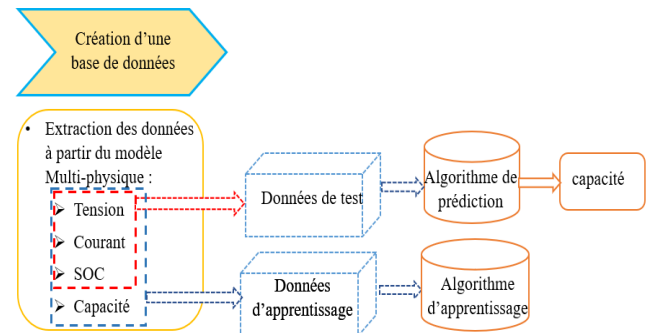 Création d'une
base de données
• Extraction des données
à partir du modèle
Multi-physique :
➢ Tension
➢ Courant
➢ SOC
➢ Capacité
Données de test
Algorithme de
prédiction
capacité
Données
d'apprentissage
Algorithme
d'apprentissage